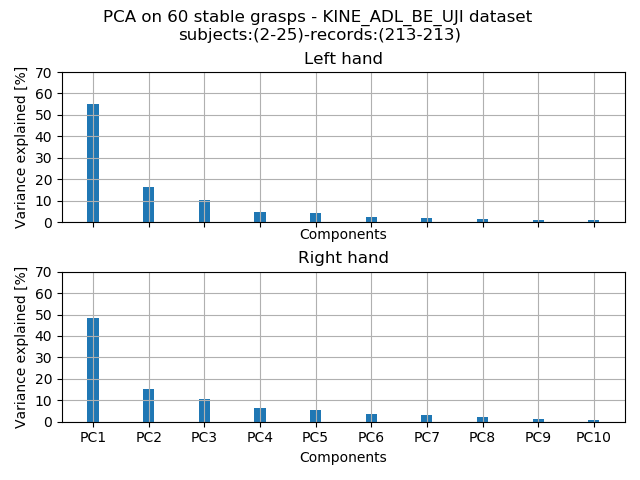 PCA on 60 stable grasps - KINE_ADL_BE_UJI dataset
subjects:(2-25)-records:(213-213)
Left hand
Variance explained [%]
70
60
50
40
30
20
10
0
Components
Right hand
Variance explained [%]
70
60
50
40
30
20
10
0
PC1 PC2 PC3 PC4 PC5 PC6 PC7 PC8 PC9 PC10
Components